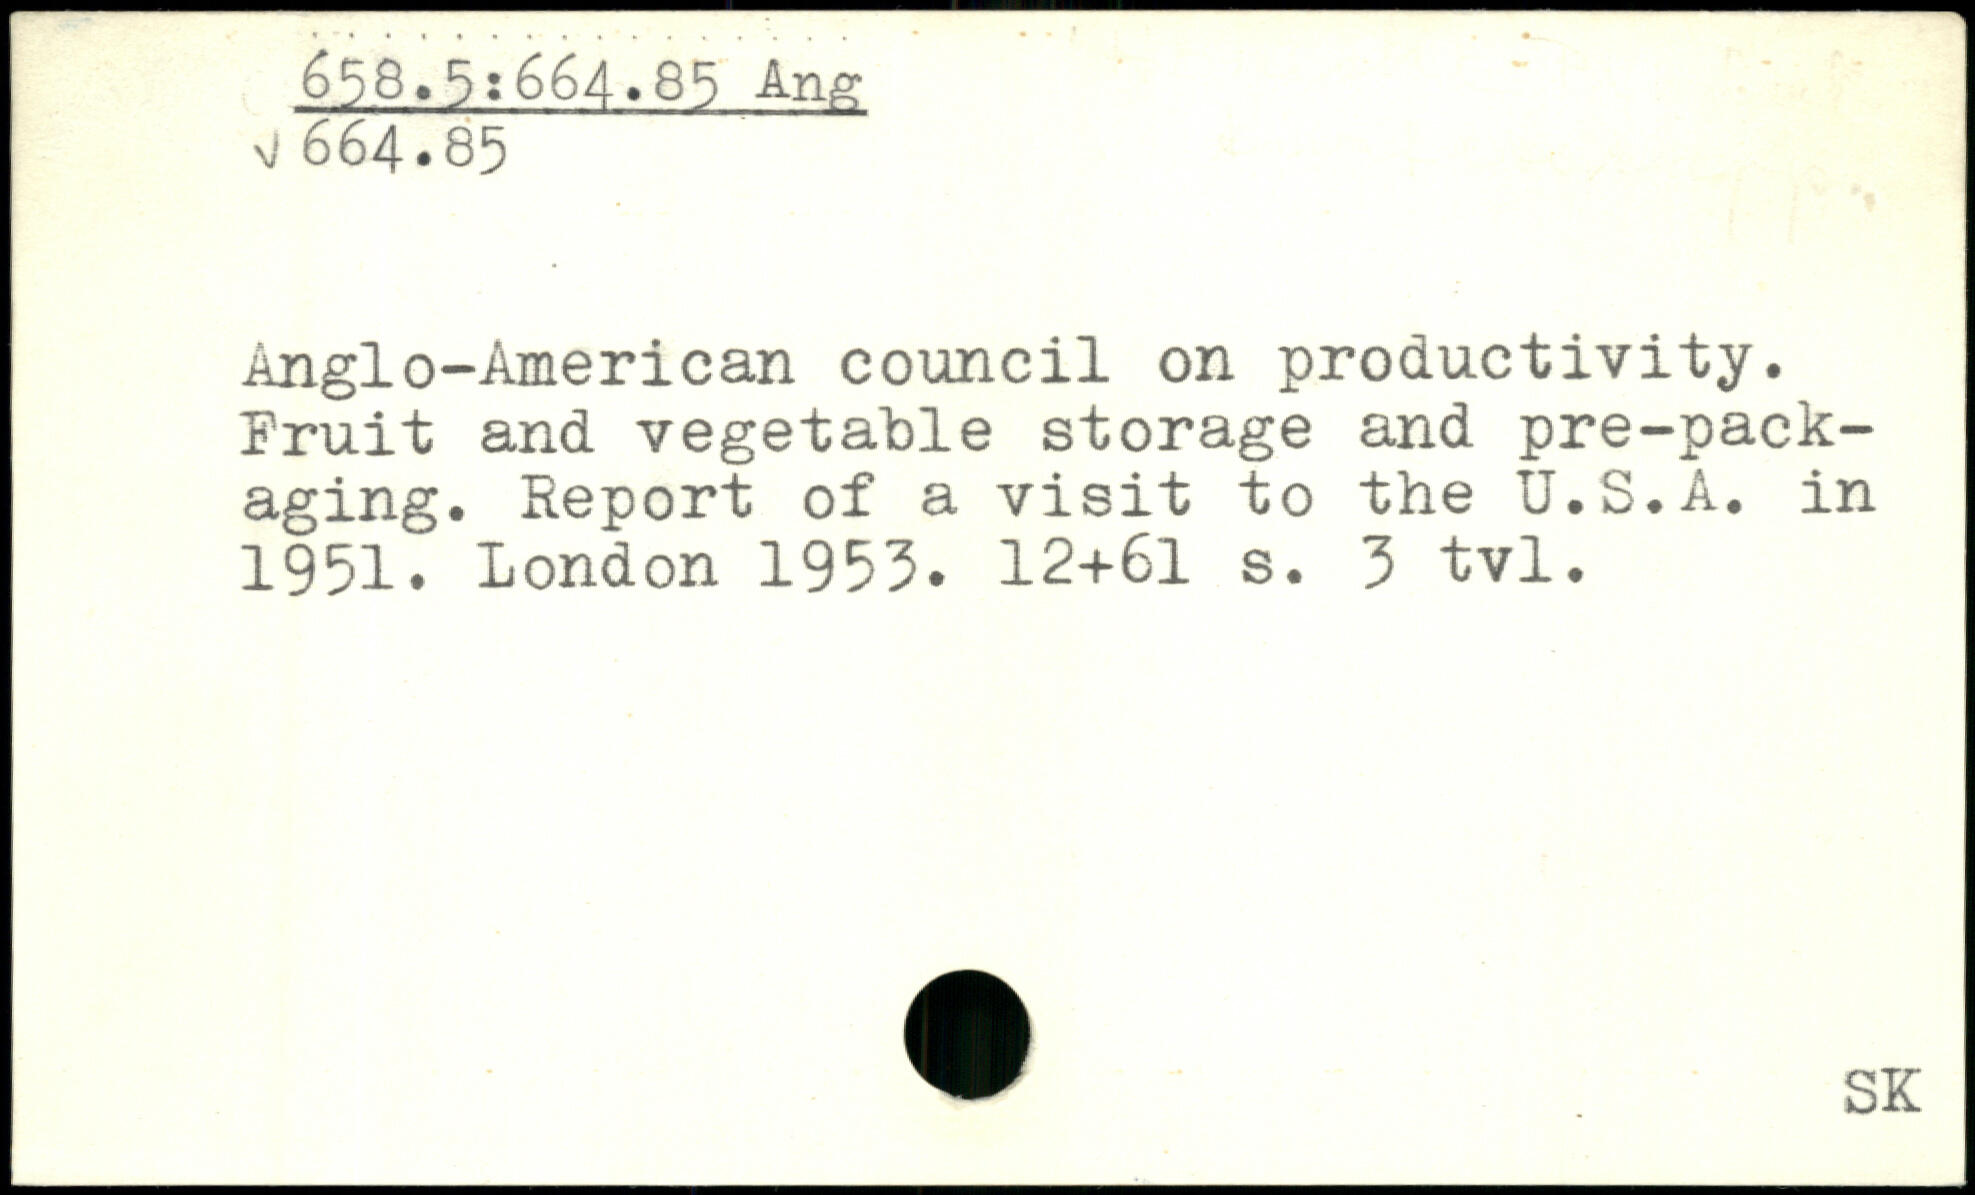 658.5:664.85 Ang
√ 664.85
Anglo-American council on productivity.
Fruit and vegetable storage and pre-pack-
aging. Report of a visit to the U.S.A. in
1951. London 1953. 12+61 s. 3 tvl.
SK